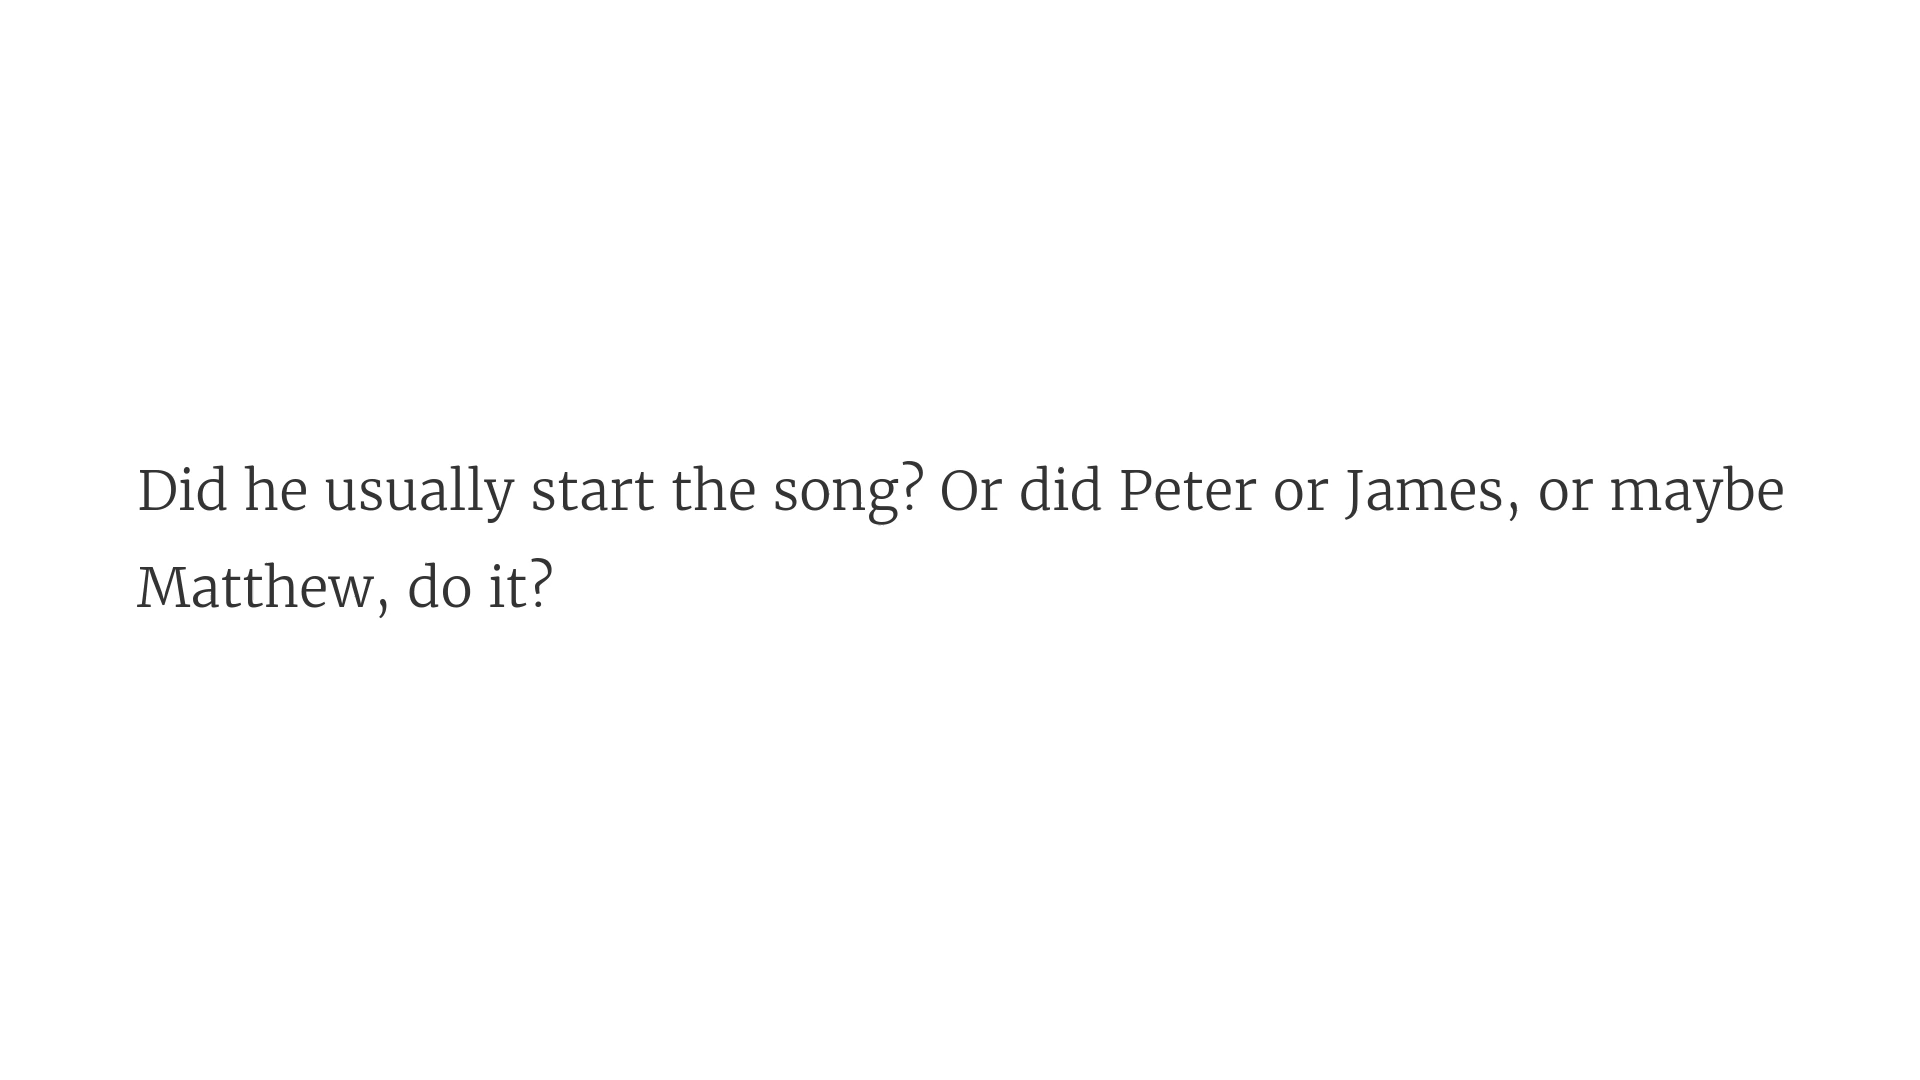 Did he usually start the song? Or did Peter or James, or maybe
Matthew, do it?